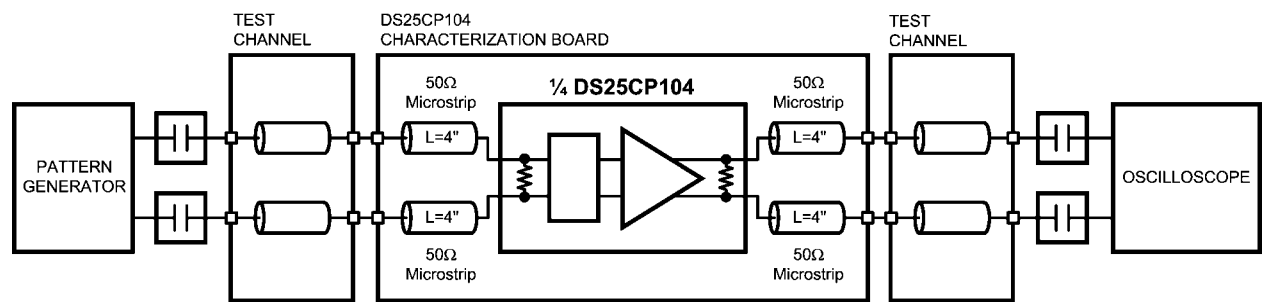 TEST
CHANNEL
DS25CP104
CHARACTERIZATION BOARD
TEST
CHANNEL
50Ω
Microstrip
¼ DS25CP104
50Ω
Microstrip
L=4"
L=4"
PATTERN
GENERATOR
OSCILLOSCOPE
L=4"
L=4"
50Ω
Microstrip
50Ω
Microstrip